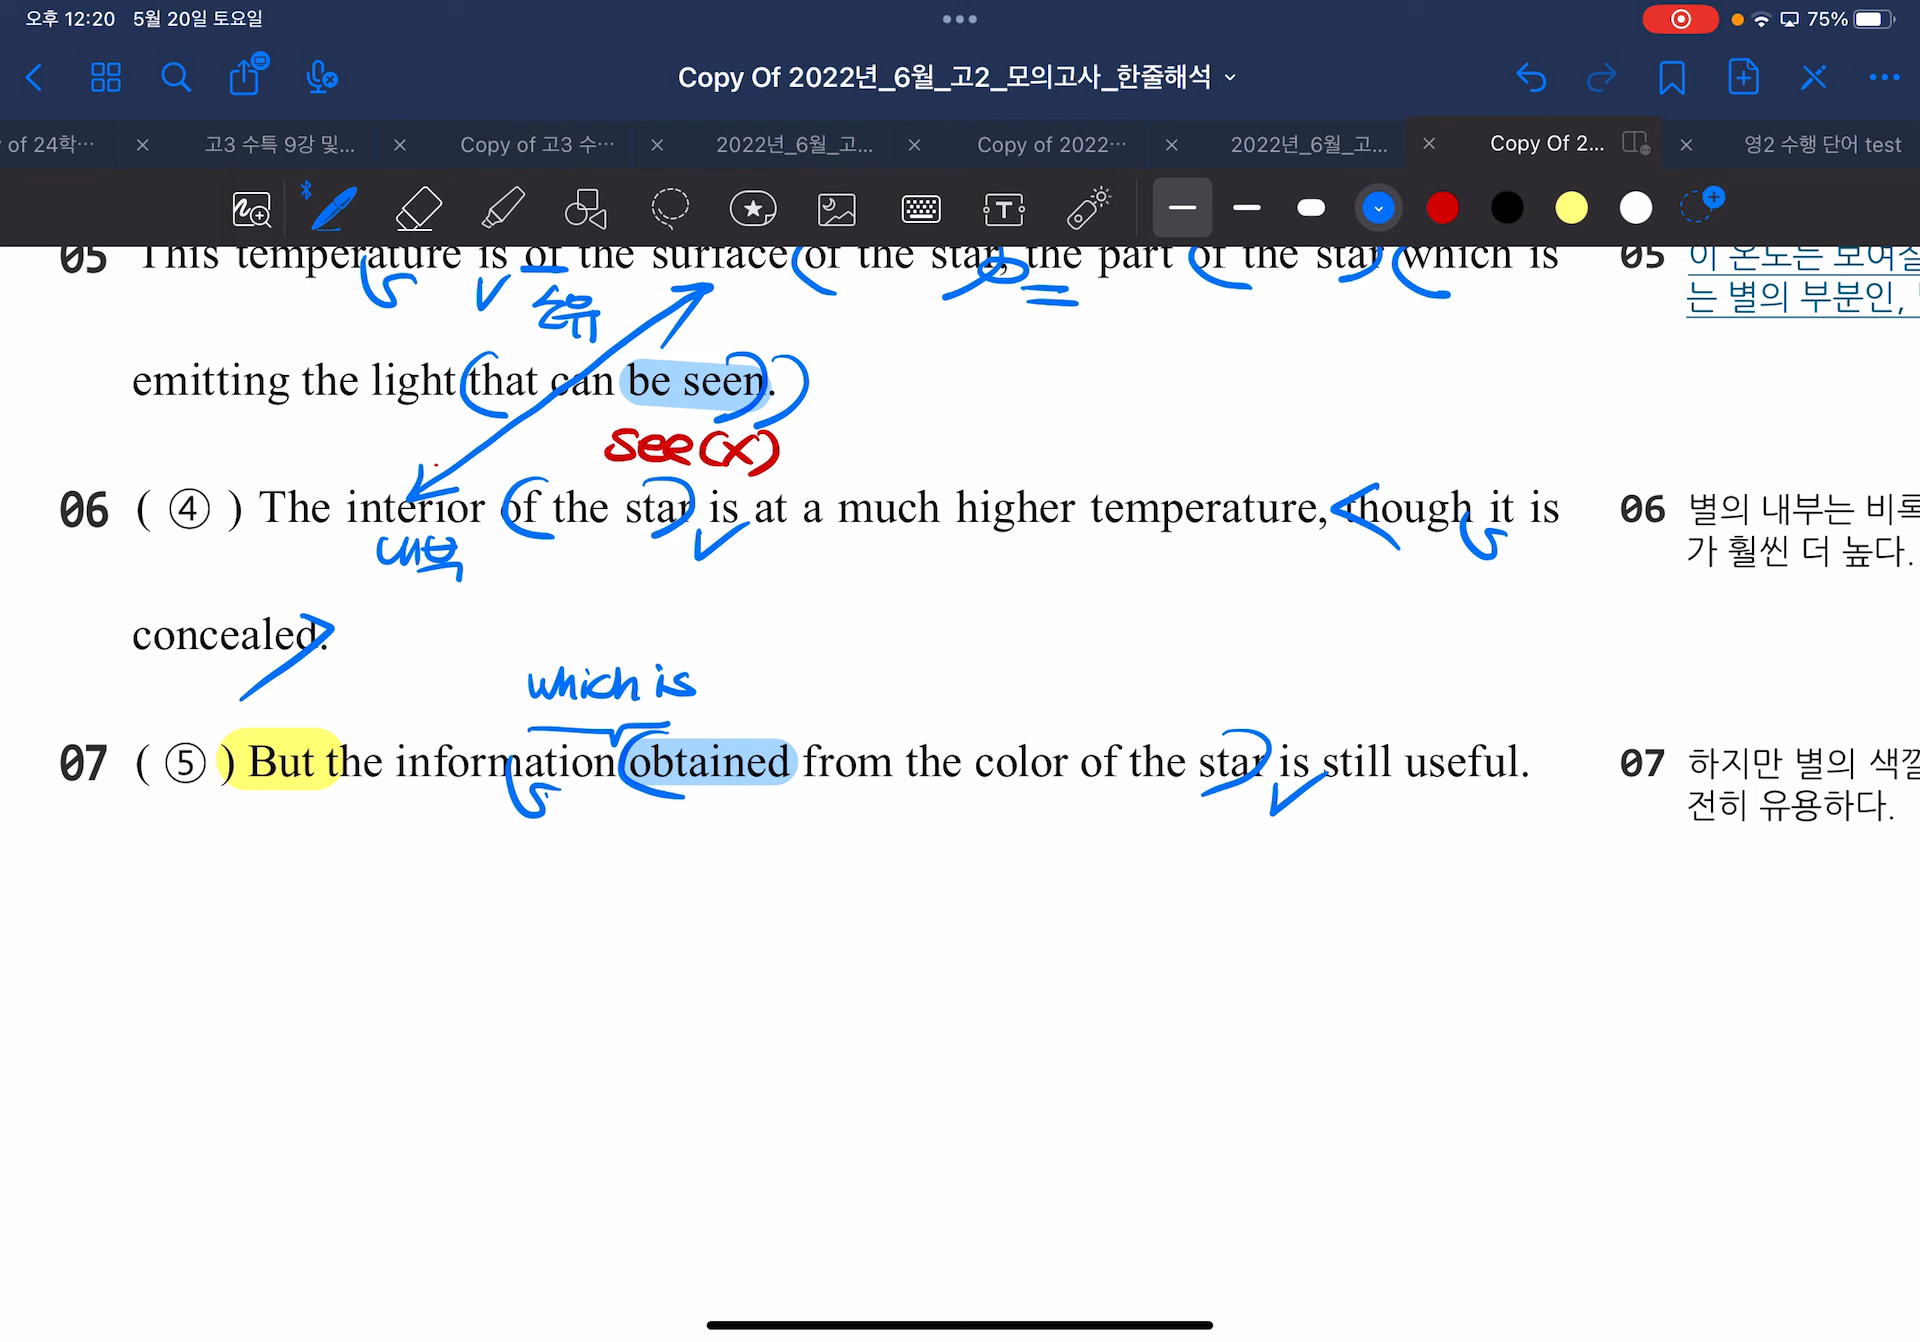 오후 12:20 5월 20일 토요일 75%
Copy Of 2022년_6월_고2_모의고사_한줄해석
of 24학… 고3 수특 9강 및... Copy of 고3 수… 2022년_6월_고... Copy of 2022… 2022년_6월_고... Copy Of 2... 영2 수행 단어 test
05 This temperature is of the surface of the star, the part of the star which is
05 이 온도는 보여질
s v 소유
는 별의 부분인,
emitting the light that can be seen.
see(x)
06 ( ④ ) The interior of the star is at a much higher temperature, though it is
06 별의 내부는 비록
내부 v s
가 훨씬 더 높다.
concealed.
which is
07 ( ⑤ ) But the information obtained from the color of the star is still useful.
07 하지만 별의 색깔
s v
전히 유용하다.